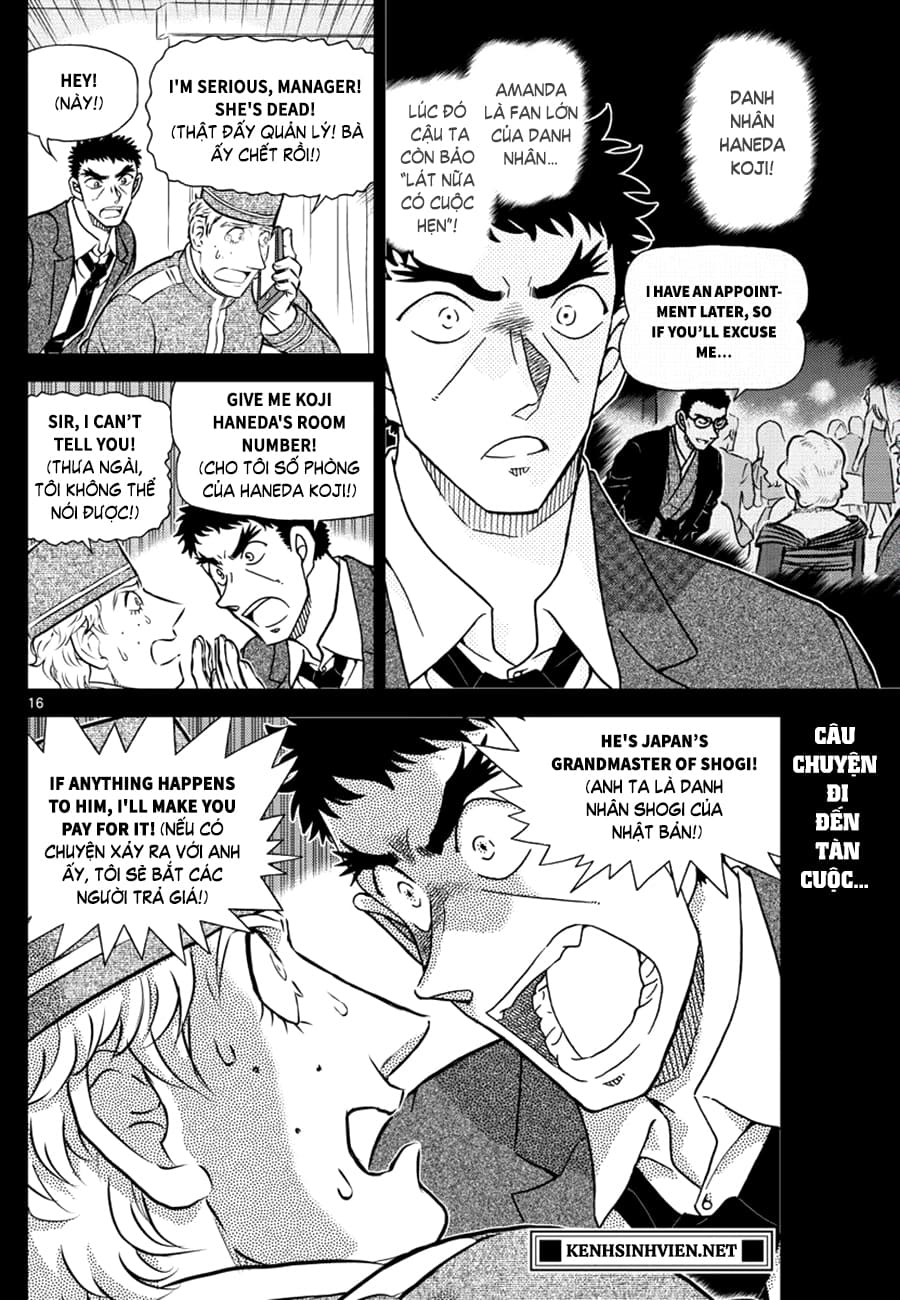 DANH
NHÂN
HANEDA
KOJI!
AMANDA
LÀ FAN LỚN
CỦA DANH
NHÂN...
LÚC ĐÓ
CẬU TA
CÒN BẢO
"LÁT NỮA
CÓ CUỘC
HẸN"!
I HAVE AN APPOINT-
MENT LATER, SO
IF YOU'LL EXCUSE
ME...
I'M SERIOUS, MANAGER!
SHE'S DEAD!
(THẬT ĐẤY QUẢN LÝ! BÀ
ẤY CHẾT RỒI!)
HEY!
(NÀY!)
GIVE ME KOJI
HANEDA'S ROOM
NUMBER!
(CHO TÔI SỐ PHÒNG
CỦA HANEDA KOJI!)
SIR, I CAN'T
TELL YOU!
(THƯA NGÀI,
TÔI KHÔNG THỂ
NÓI ĐƯỢC!)
16
HE'S JAPAN'S
GRANDMASTER OF SHOGI!
(ANH TA LÀ DANH
NHÂN SHOGI CỦA
NHẬT BẢN!)
IF ANYTHING HAPPENS
TO HIM, I'LL MAKE YOU
PAY FOR IT! (NẾU CÓ
CHUYỆN XẢY RA VỚI ANH
ẤY, TÔI SẼ BẮT CÁC
NGƯỜI TRẢ GIÁ!)
CÂU
CHUYỆN
ĐI
ĐẾN
TÀN
CUỘC...
KENHSINHVIEN.NET